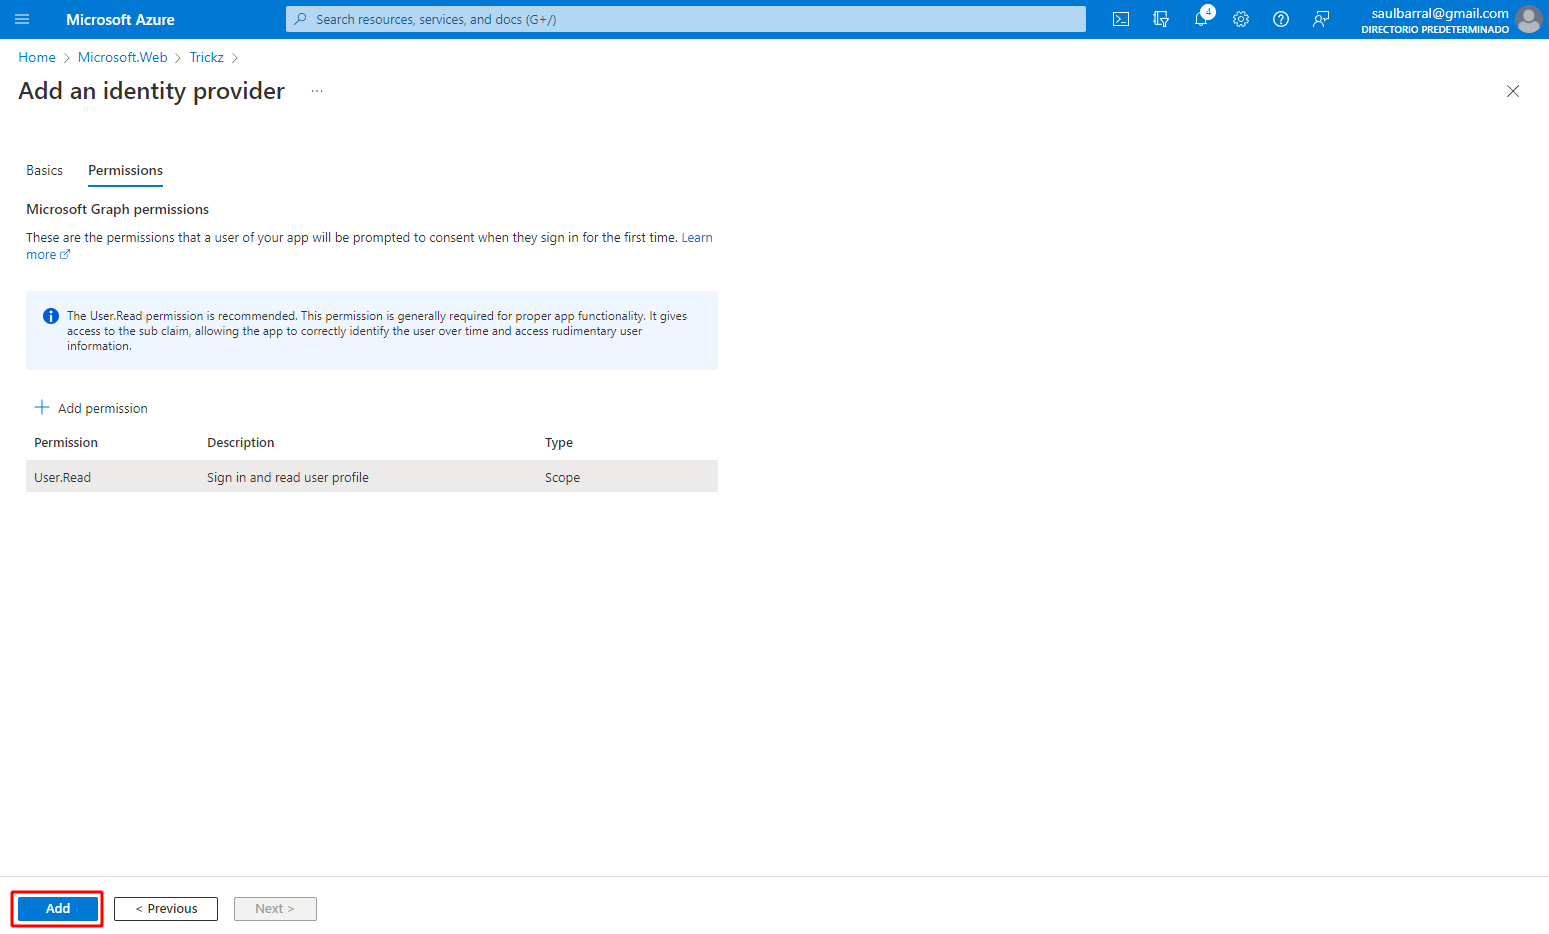 Microsoft Azure
Search resources, services, and docs (G+/)
4
saulbarral@gmail.com
DIRECTORIO PREDETERMINADO
Home > Microsoft.Web > Trickz >
Add an identity provider ...
Basics
Permissions
Microsoft Graph permissions
These are the permissions that a user of your app will be prompted to consent when they sign in for the first time. Learn
more
The User.Read permission is recommended. This permission is generally required for proper app functionality. It gives
access to the sub claim, allowing the app to correctly identify the user over time and access rudimentary user
information.
Add permission
Permission Description Type
User.Read Sign in and read user profile Scope
Add
< Previous
Next >